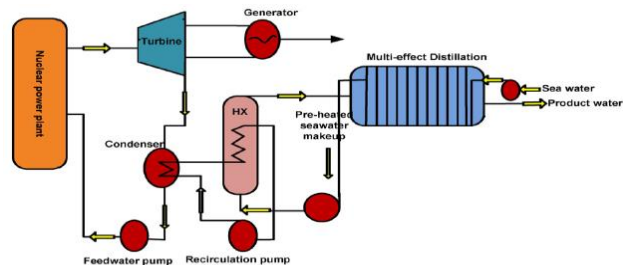 Generator
Nuclear power plant
Turbine
Multi-effect Distillation
Sea water
Product water
HX
Pre-heated
seawater
makeup
Condenser
Feedwater pump
Recirculation pump